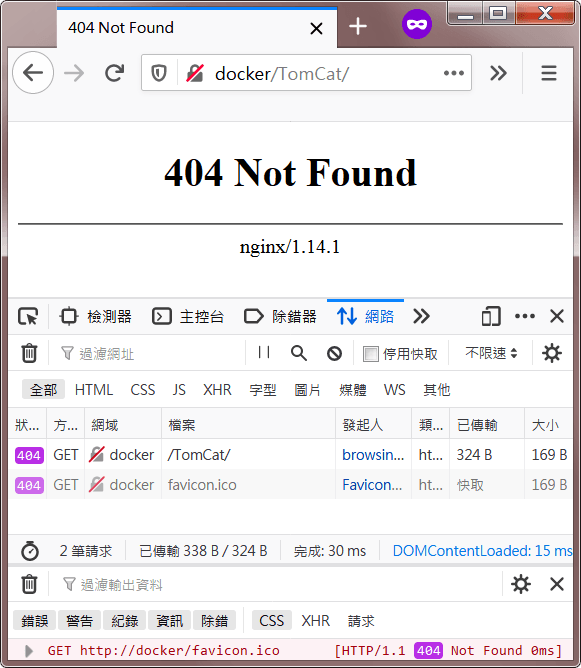 404 Not Found
docker/TomCat/
404 Not Found
nginx/1.14.1
檢測器 主控台 除錯器 網路
過濾網址 停用快取 不限速
全部 HTML CSS JS XHR 字型 圖片 媒體 WS 其他
狀... 方... 網域 檔案 發起人 類... 已傳輸 大小
404 GET docker /TomCat/ browsin... ht... 324 B 169 B
404 GET docker favicon.ico Favicon... ht... 快取 169 B
2 筆請求 已傳輸 338 B / 324 B 完成: 30 ms DOMContentLoaded: 15 ms
過濾輸出資料
錯誤 警告 紀錄 資訊 除錯 CSS XHR 請求
GET http://docker/favicon.ico [HTTP/1.1 404 Not Found 0ms]